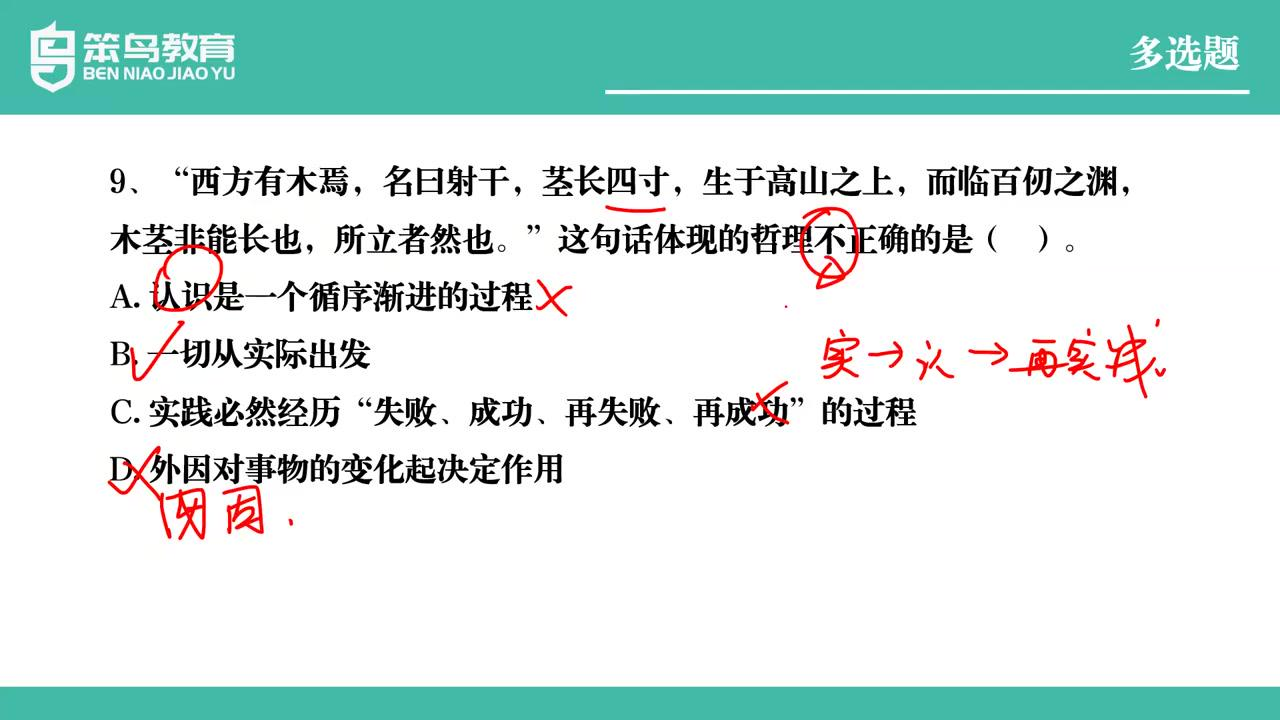 笨鸟教育
BEN NIAO JIAO YU
多选题
9、“西方有木焉，名曰射干，茎长四寸，生于高山之上，而临百仞之渊，
木茎非能长也，所立者然也。”这句话体现的哲理不正确的是（　）。
A. 认识是一个循序渐进的过程
B. 一切从实际出发
实→认→再实践
C. 实践必然经历“失败、成功、再失败、再成功”的过程
D. 外因对事物的变化起决定作用
内因.